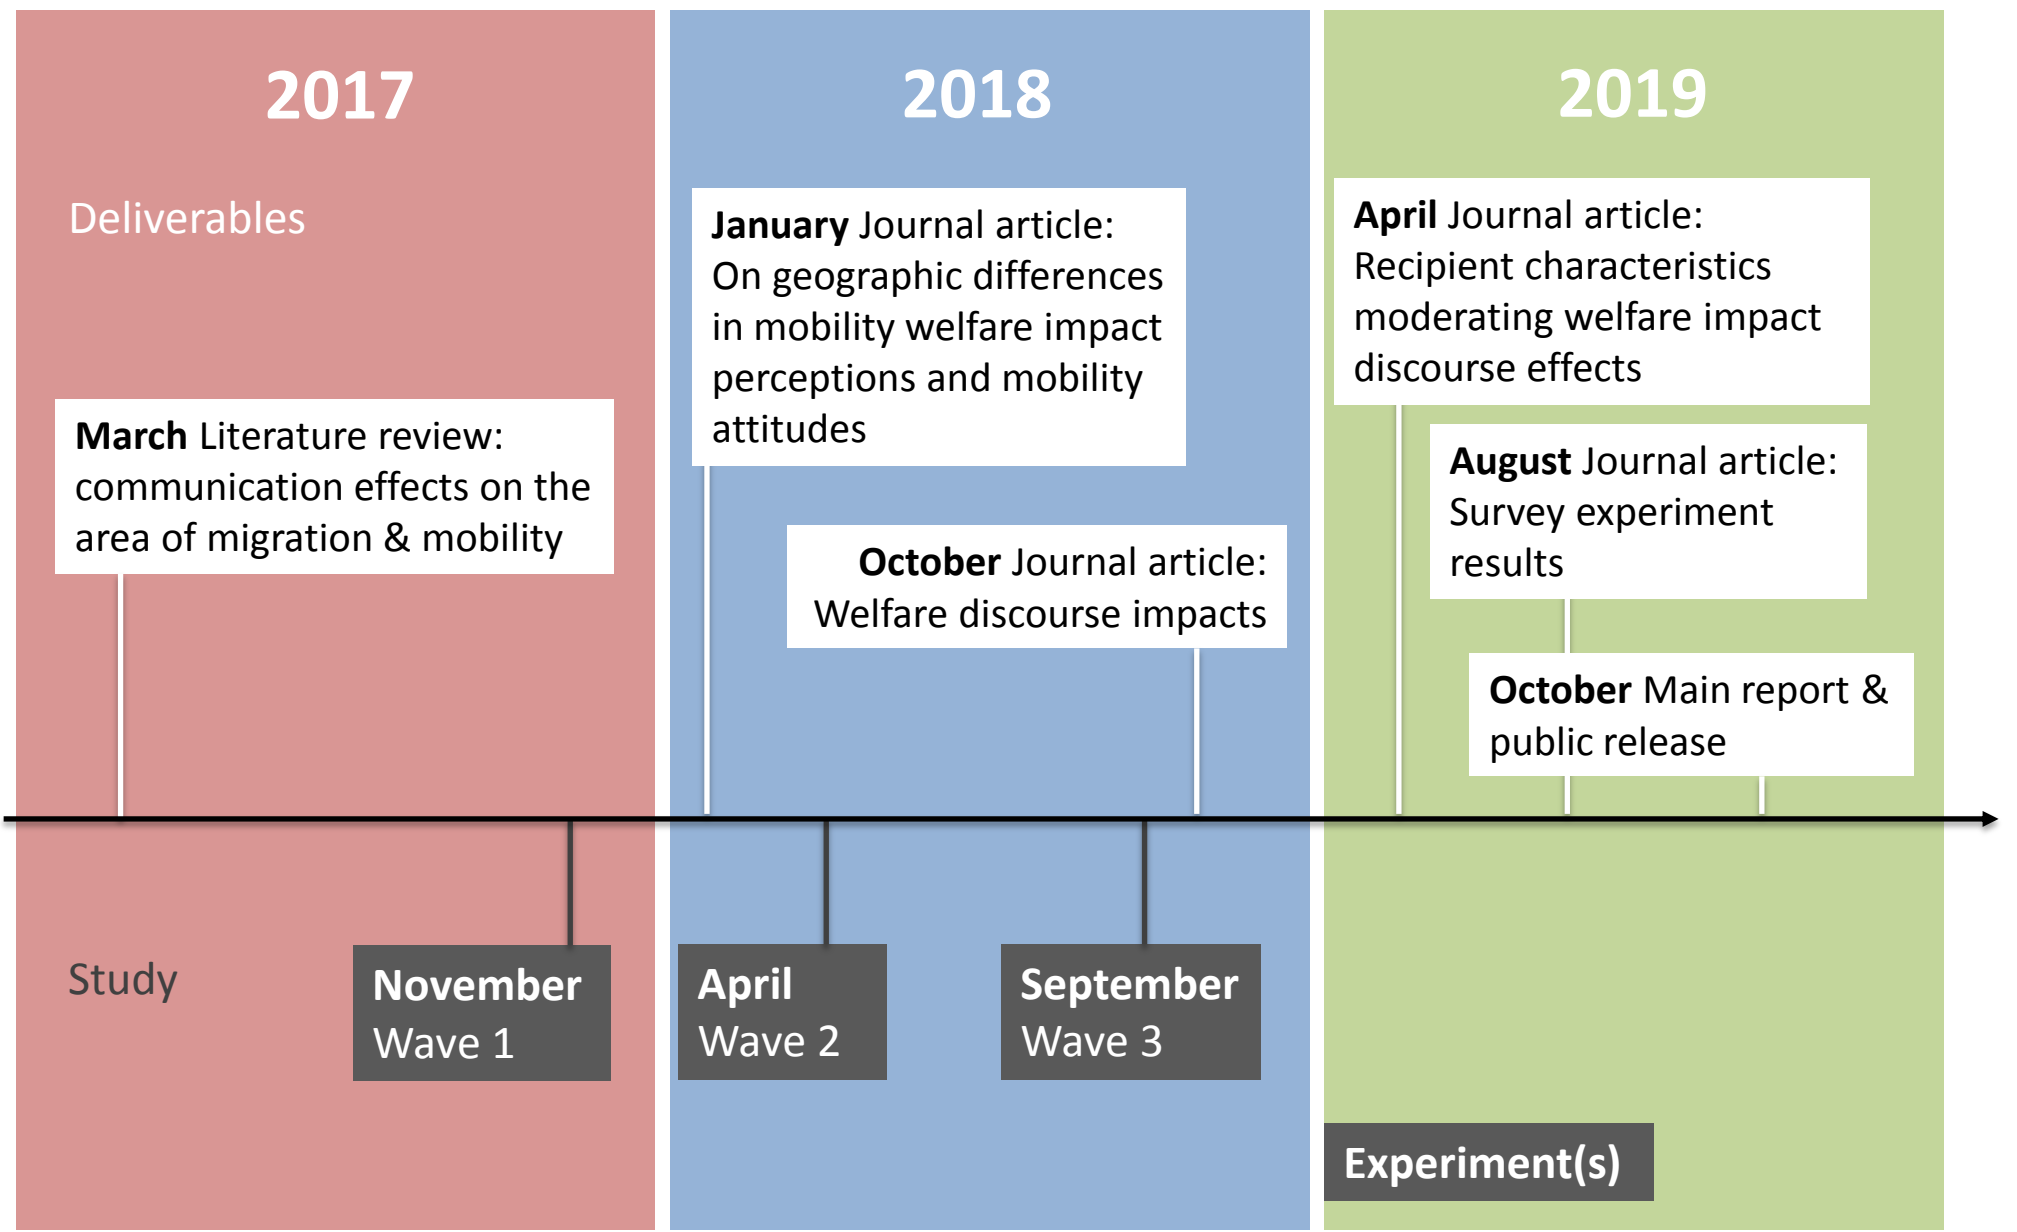 2017
Deliverables
March Literature review:
communication effects on the
area of migration & mobility
Study
November
Wave 1
2018
January Journal article:
On geographic differences
in mobility welfare impact
perceptions and mobility
attitudes
October Journal article:
Welfare discourse impacts
April
Wave 2
September
Wave 3
2019
April Journal article:
Recipient characteristics
moderating welfare impact
discourse effects
August Journal article:
Survey experiment
results
October Main report &
public release
Experiment(s)